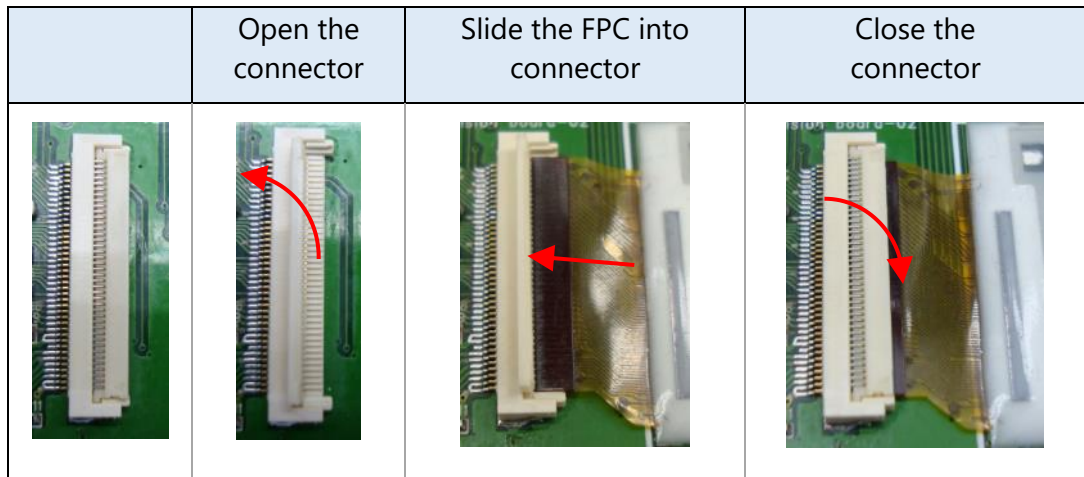 Open the
connector
Slide the FPC into
connector
Close the
connector